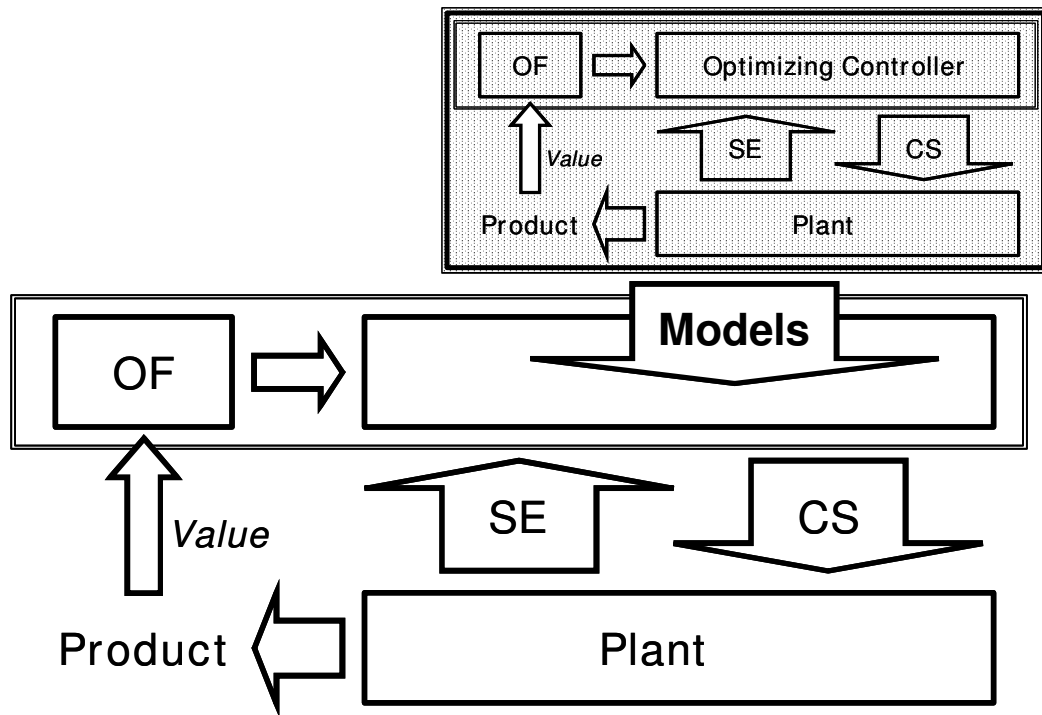 OF
Optimizing Controller
Value
SE
CS
Product
Plant
Models
OF
Value
SE
CS
Product
Plant